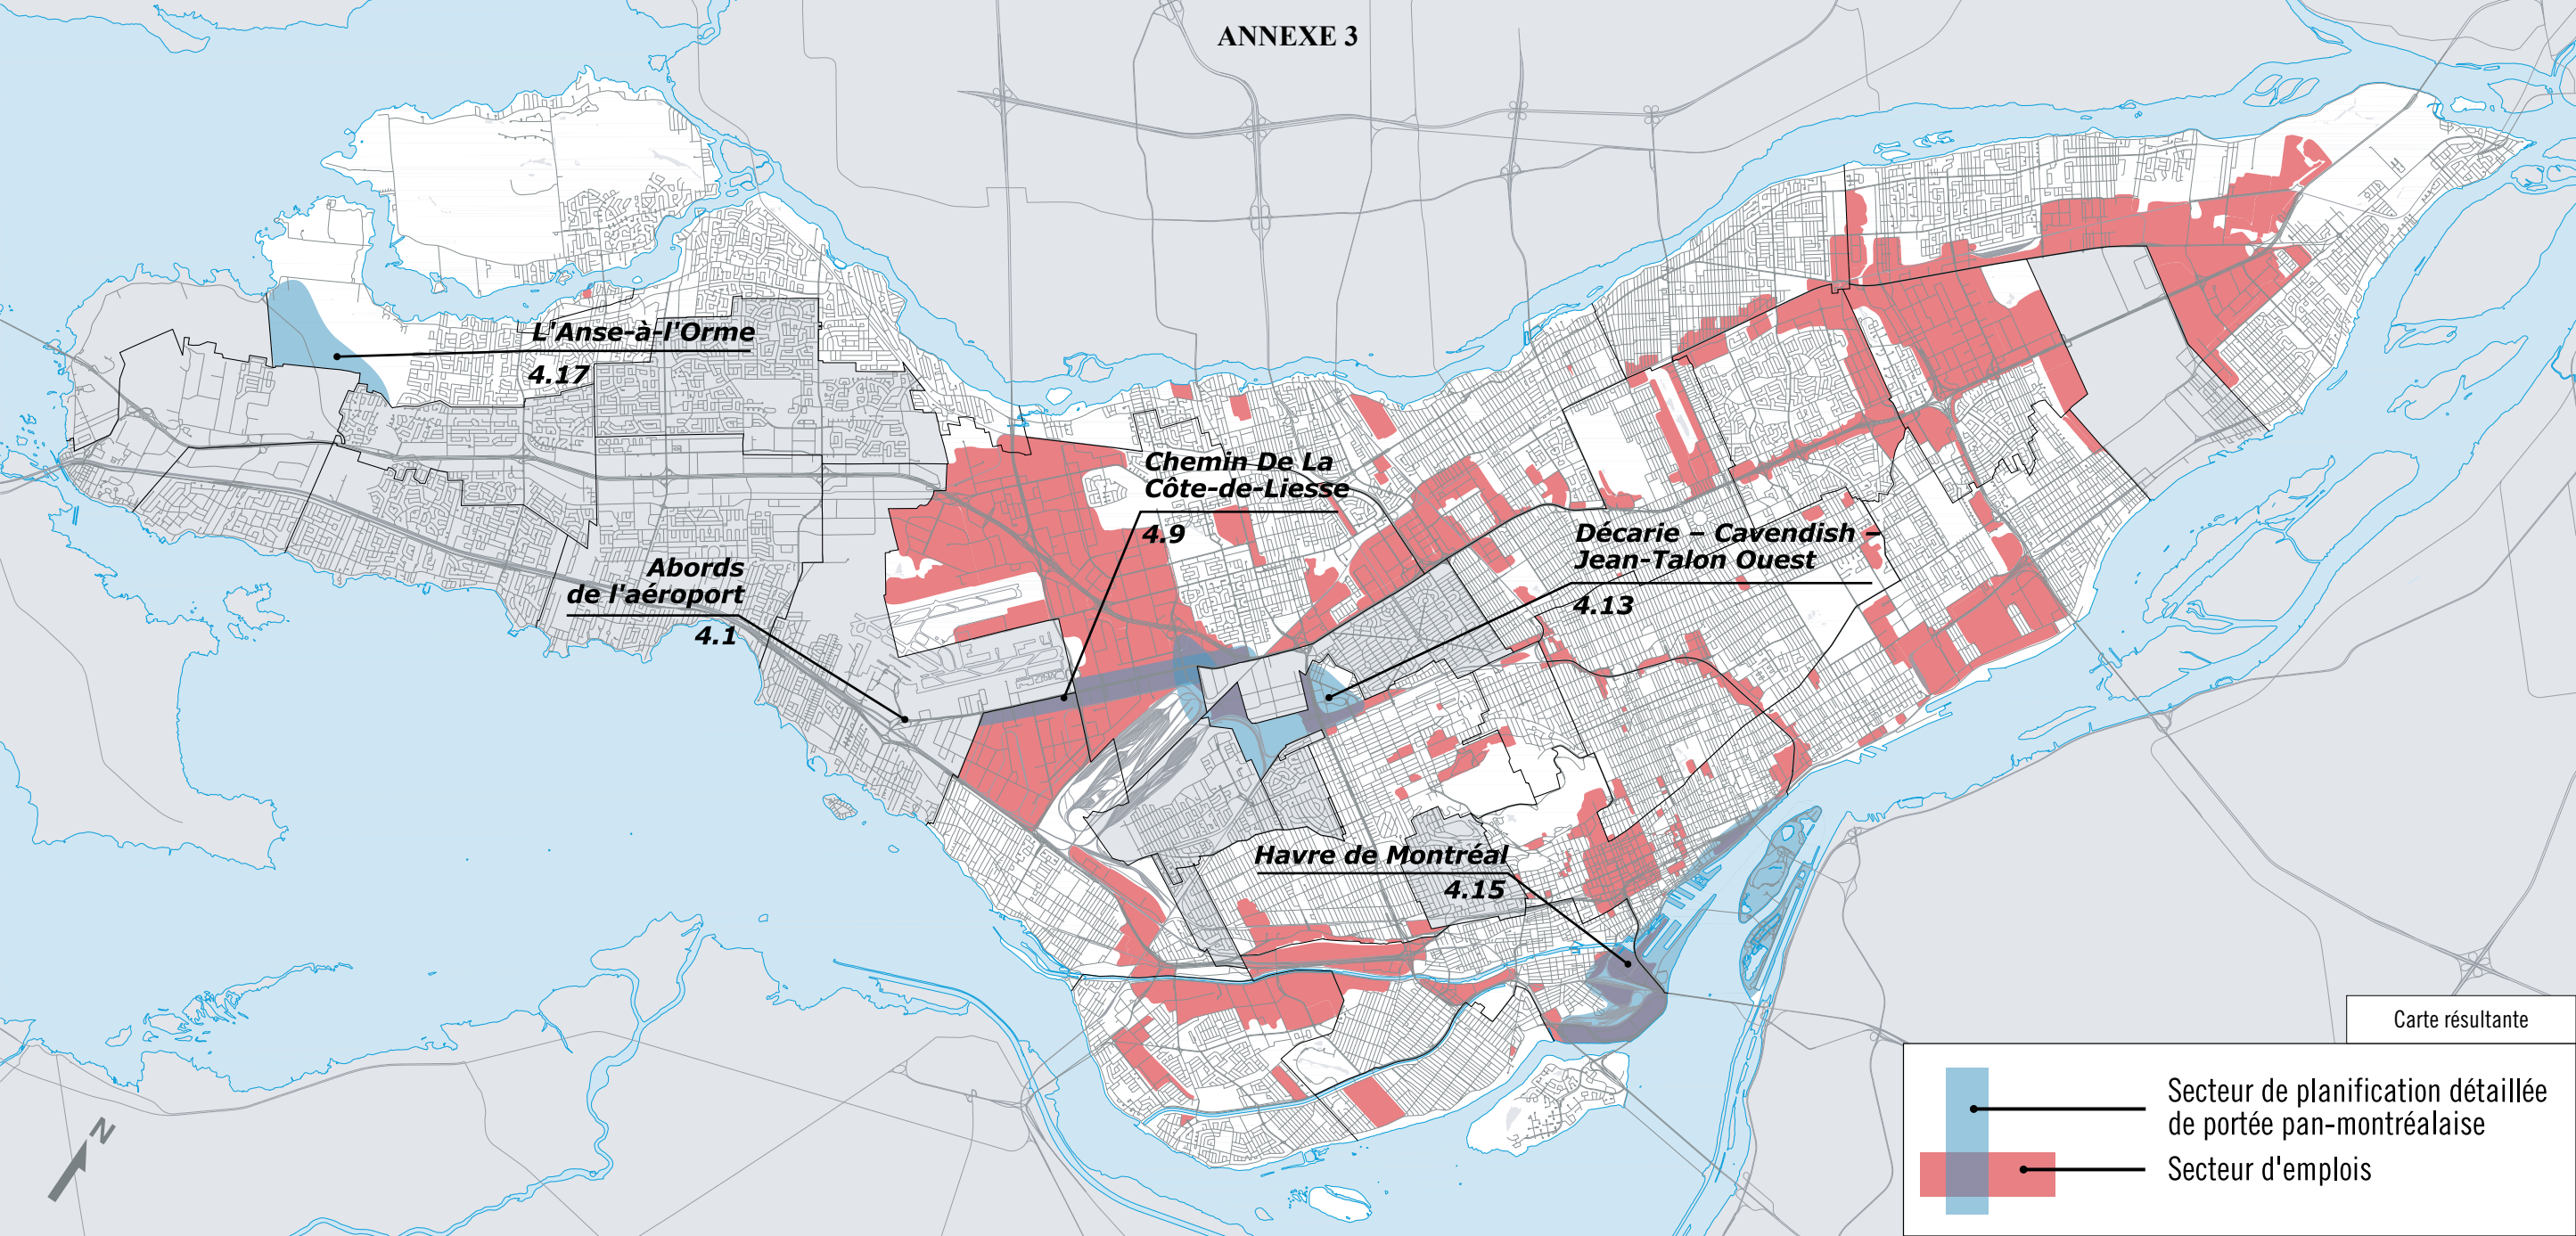 ANNEXE 3
L'Anse-à-l'Orme
4.17
Chemin De La
Côte-de-Liesse
4.9
Décarie – Cavendish –
Jean-Talon Ouest
4.13
Abords
de l'aéroport
4.1
Havre de Montréal
4.15
N
Carte résultante
Secteur de planification détaillée
de portée pan-montréalaise
Secteur d'emplois